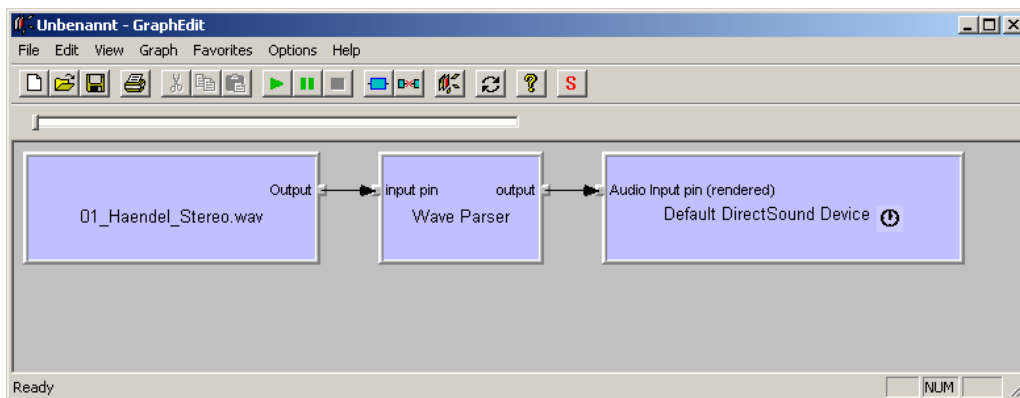 Unbenannt - GraphEdit
File Edit View Graph Favorites Options Help
S
Output input pin output Audio Input pin (rendered)
01_Haendel_Stereo.wav Wave Parser Default DirectSound Device
Ready NUM